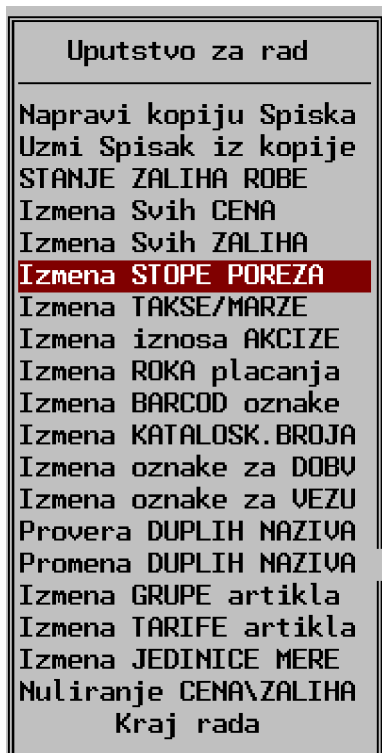 Uputstvo za rad
Napravi kopiju Spiska
Uzmi Spisak iz kopije
STANJE ZALIHA ROBE
Izmena Svih CENA
Izmena Svih ZALIHA
Izmena STOPE POREZA
Izmena TAKSE/MARZE
Izmena iznosa AKCIZE
Izmena ROKA placanja
Izmena BARCOD oznake
Izmena KATALOSK.BROJA
Izmena oznake za DOBV
Izmena oznake za VEZU
Provera DUPLIH NAZIVA
Promena DUPLIH NAZIVA
Izmena GRUPE artikla
Izmena TARIFE artikla
Izmena JEDINICE MERE
Nuliranje CENA\ZALIHA
Kraj rada